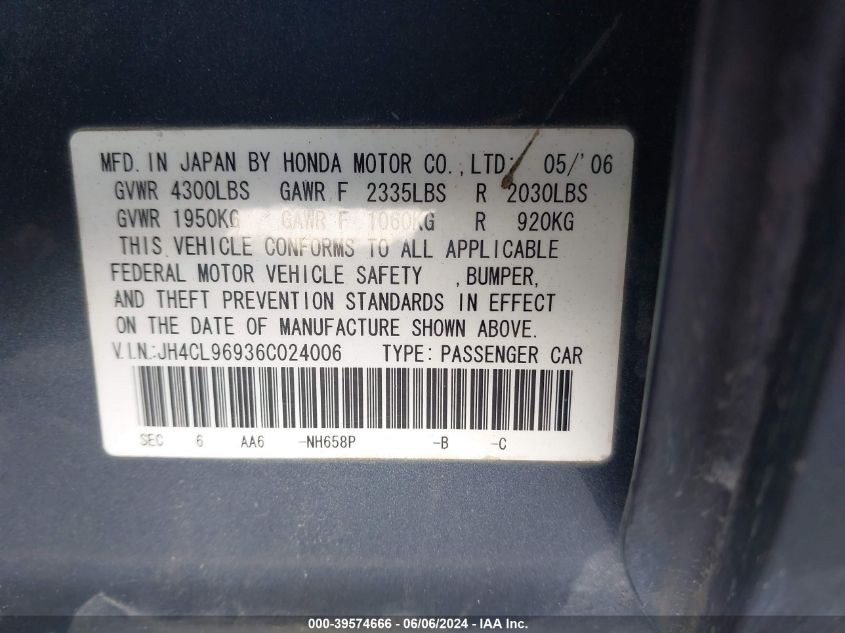 MFD. IN JAPAN BY HONDA MOTOR CO., LTD. 05/'06
GVWR 4300LBS GAWR F 2335LBS R 2030LBS
GVWR 1950KG GAWR F 1060KG R 920KG
THIS VEHICLE CONFORMS TO ALL APPLICABLE
FEDERAL MOTOR VEHICLE SAFETY , BUMPER,
AND THEFT PREVENTION STANDARDS IN EFFECT
ON THE DATE OF MANUFACTURE SHOWN ABOVE.
V.I.N.:JH4CL96936C024006 TYPE: PASSENGER CAR
SEC 6 AA6 -NH658P -B -C
000-39574666 - 06/06/2024 - IAA Inc.